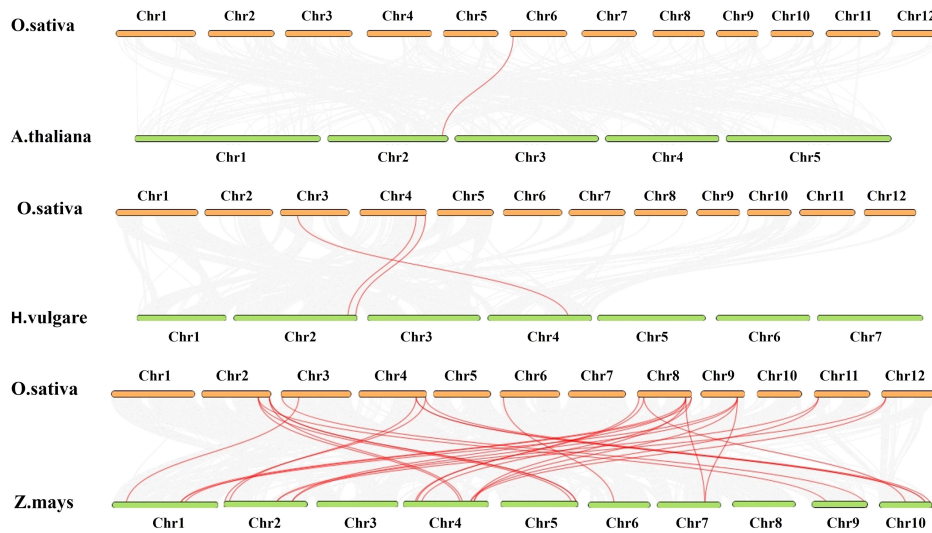 Chr1 Chr2 Chr3 Chr4 Chr5 Chr6 Chr7 Chr8 Chr9 Chr10 Chr11 Chr12
O.sativa
A.thaliana
Chr1 Chr2 Chr3 Chr4 Chr5
Chr1 Chr2 Chr3 Chr4 Chr5 Chr6 Chr7 Chr8 Chr9 Chr10 Chr11 Chr12
O.sativa
H.vulgare
Chr1 Chr2 Chr3 Chr4 Chr5 Chr6 Chr7
Chr1 Chr2 Chr3 Chr4 Chr5 Chr6 Chr7 Chr8 Chr9 Chr10 Chr11 Chr12
O.sativa
Z.mays
Chr1 Chr2 Chr3 Chr4 Chr5 Chr6 Chr7 Chr8 Chr9 Chr10